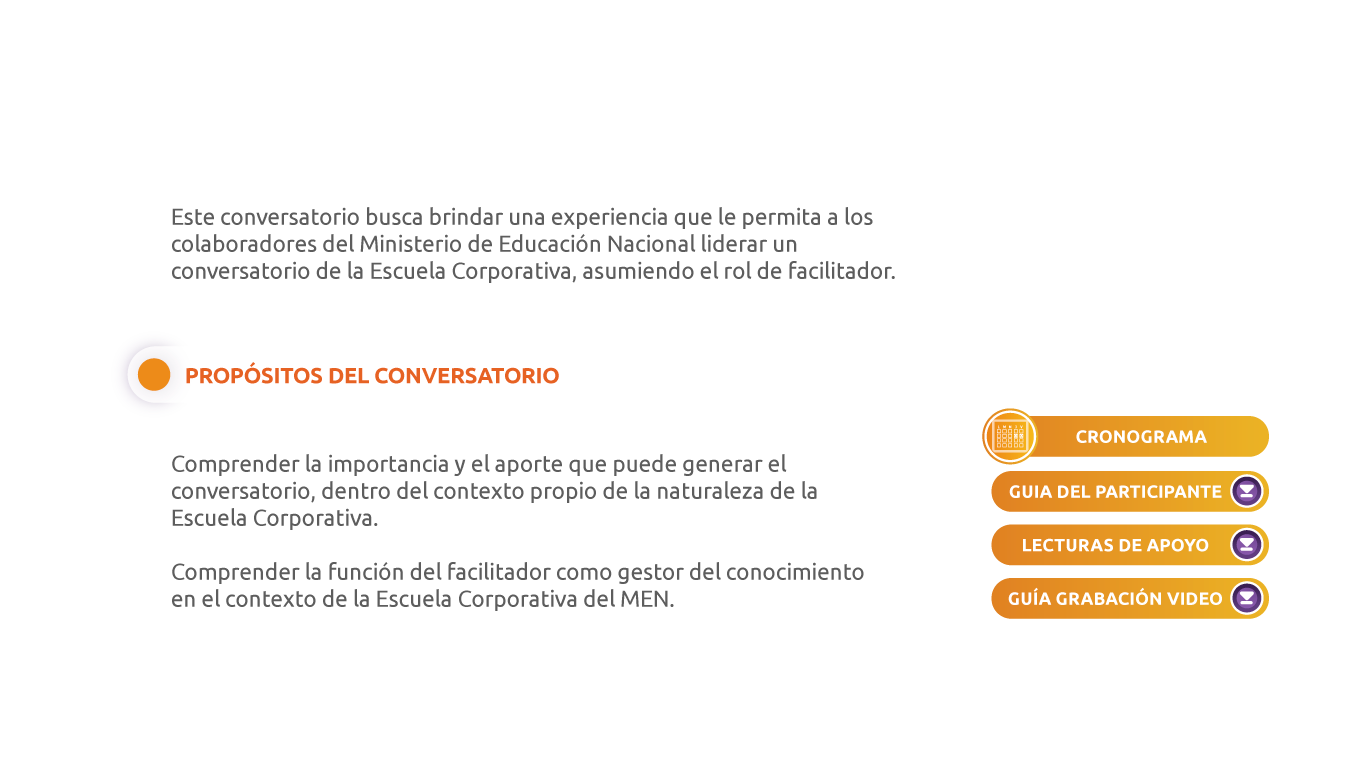 Este conversatorio busca brindar una experiencia que le permita a los
colaboradores del Ministerio de Educación Nacional liderar un
conversatorio de la Escuela Corporativa, asumiendo el rol de facilitador.
PROPÓSITOS DEL CONVERSATORIO
Comprender la importancia y el aporte que puede generar el
conversatorio, dentro del contexto propio de la naturaleza de la
Escuela Corporativa.
Comprender la función del facilitador como gestor del conocimiento
en el contexto de la Escuela Corporativa del MEN.
CRONOGRAMA
GUIA DEL PARTICIPANTE
LECTURAS DE APOYO
GUÍA GRABACIÓN VIDEO